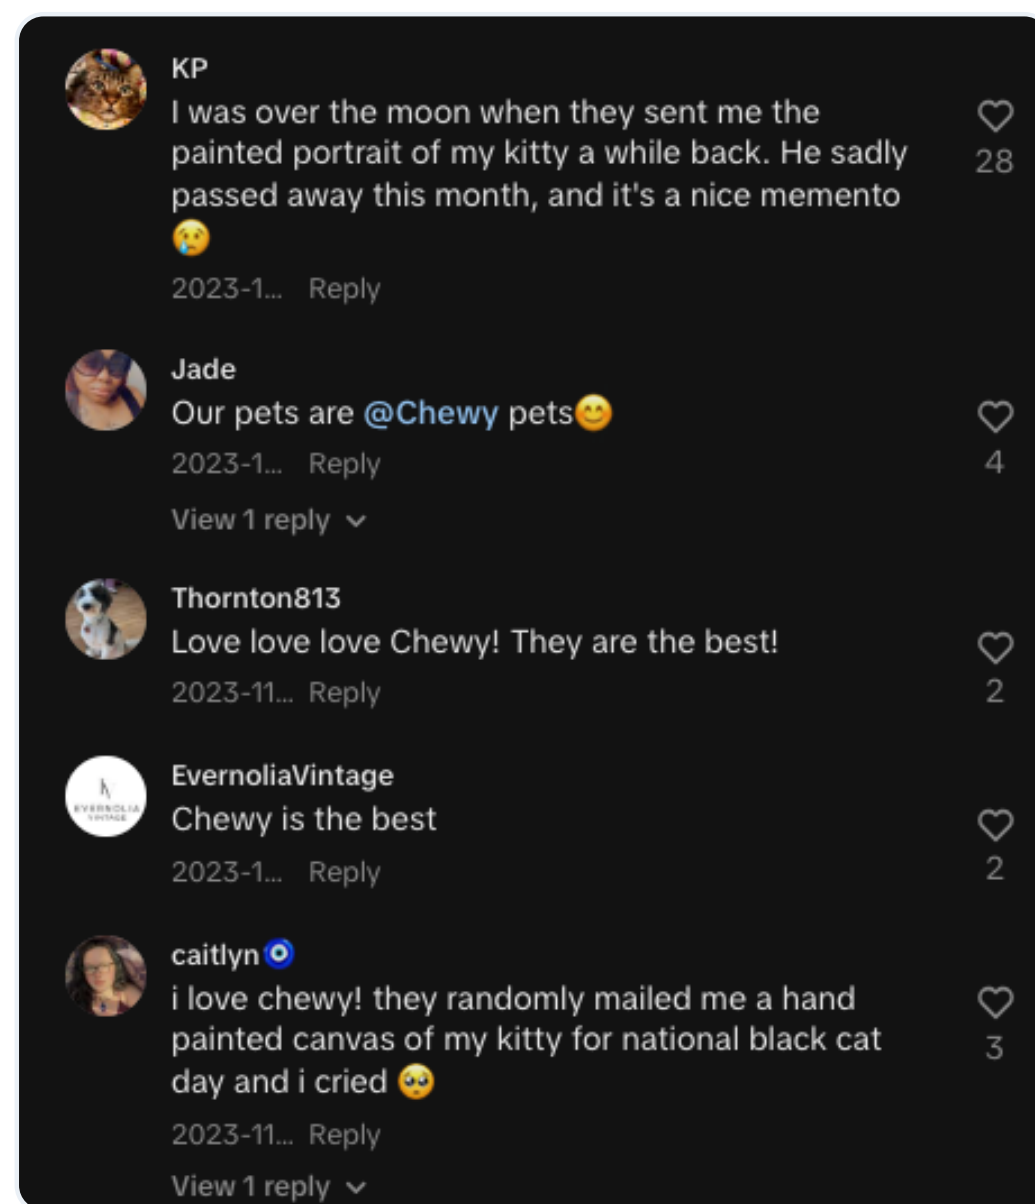 KP
I was over the moon when they sent me the
painted portrait of my kitty a while back. He sadly
passed away this month, and it's a nice memento
😢
28
2023-1... Reply
Jade
Our pets are @Chewy pets😊
4
2023-1... Reply
View 1 reply
Thornton813
Love love love Chewy! They are the best!
2
2023-11... Reply
EVERNOLIA
VINTAGE
EvernoliaVintage
Chewy is the best
2
2023-1... Reply
caitlyn🧿
i love chewy! they randomly mailed me a hand
painted canvas of my kitty for national black cat
day and i cried 🥺
3
2023-11... Reply
View 1 reply